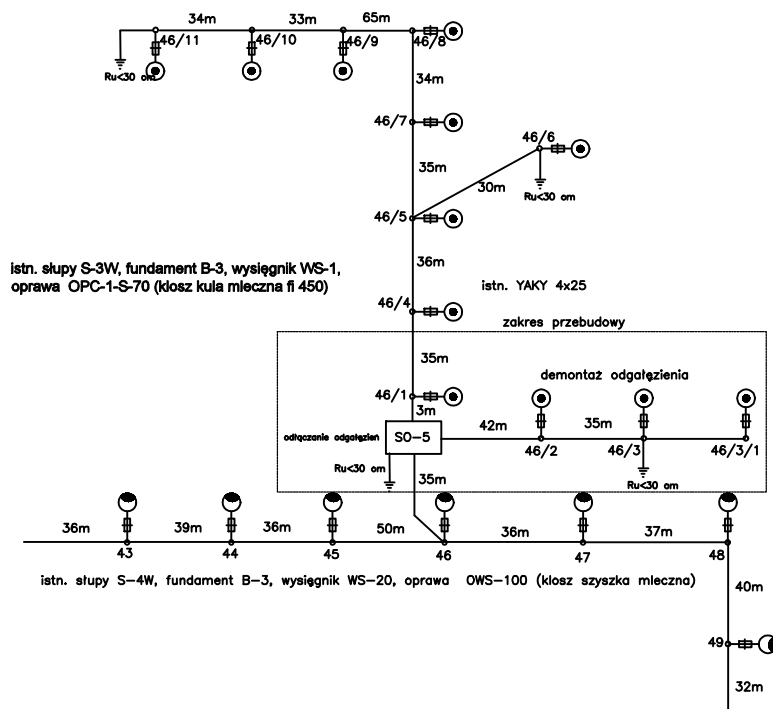 34m 33m 65m
46/11 46/10 46/9 46/8
Ru<30 om
34m
46/7
46/6
35m
30m
Ru<30 om
46/5
istn. słupy S-3W, fundament B-3, wysięgnik WS-1,
oprawa OPC-1-S-70 (klosz kula mleczna fi 450)
36m
istn. YAKY 4x25
46/4
zakres przebudowy
35m
demontaż odgałęzienia
46/1
3m
odłączanie odgałęzień
SO-5
42m 35m
46/2 46/3 46/3/1
Ru<30 om
35m
Ru<30 om
36m 39m 36m 50m 36m 37m
43 44 45 46 47 48
istn. słupy S-4W, fundament B-3, wysięgnik WS-20, oprawa OWS-100 (klosz szyszka mleczna)
40m
49
32m